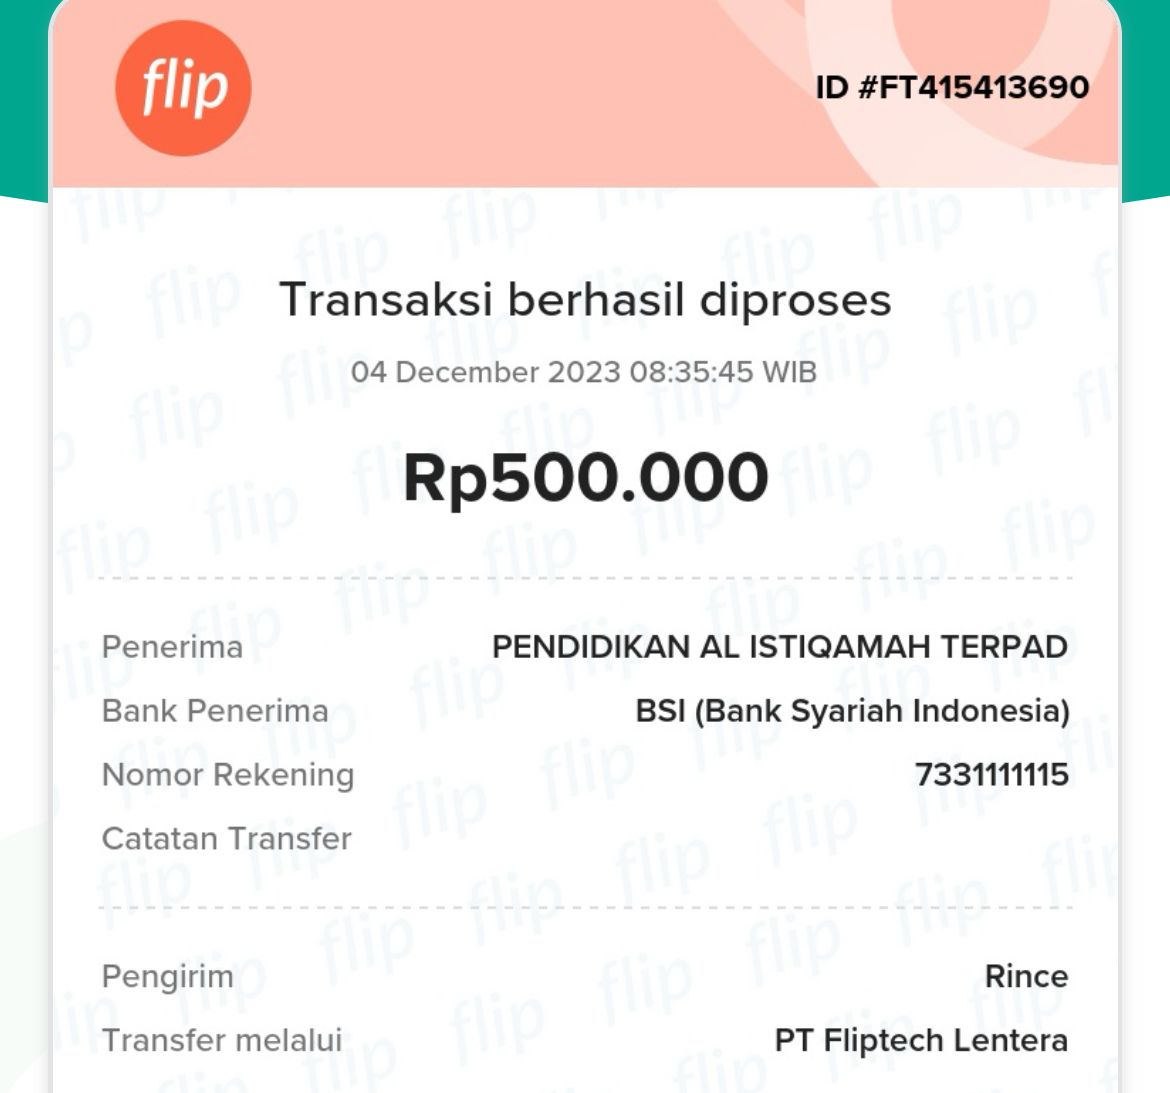 flip
ID #FT415413690
Transaksi berhasil diproses
04 December 2023 08:35:45 WIB
Rp500.000
Penerima PENDIDIKAN AL ISTIQAMAH TERPAD
Bank Penerima BSI (Bank Syariah Indonesia)
Nomor Rekening 7331111115
Catatan Transfer
Pengirim Rince
Transfer melalui PT Fliptech Lentera